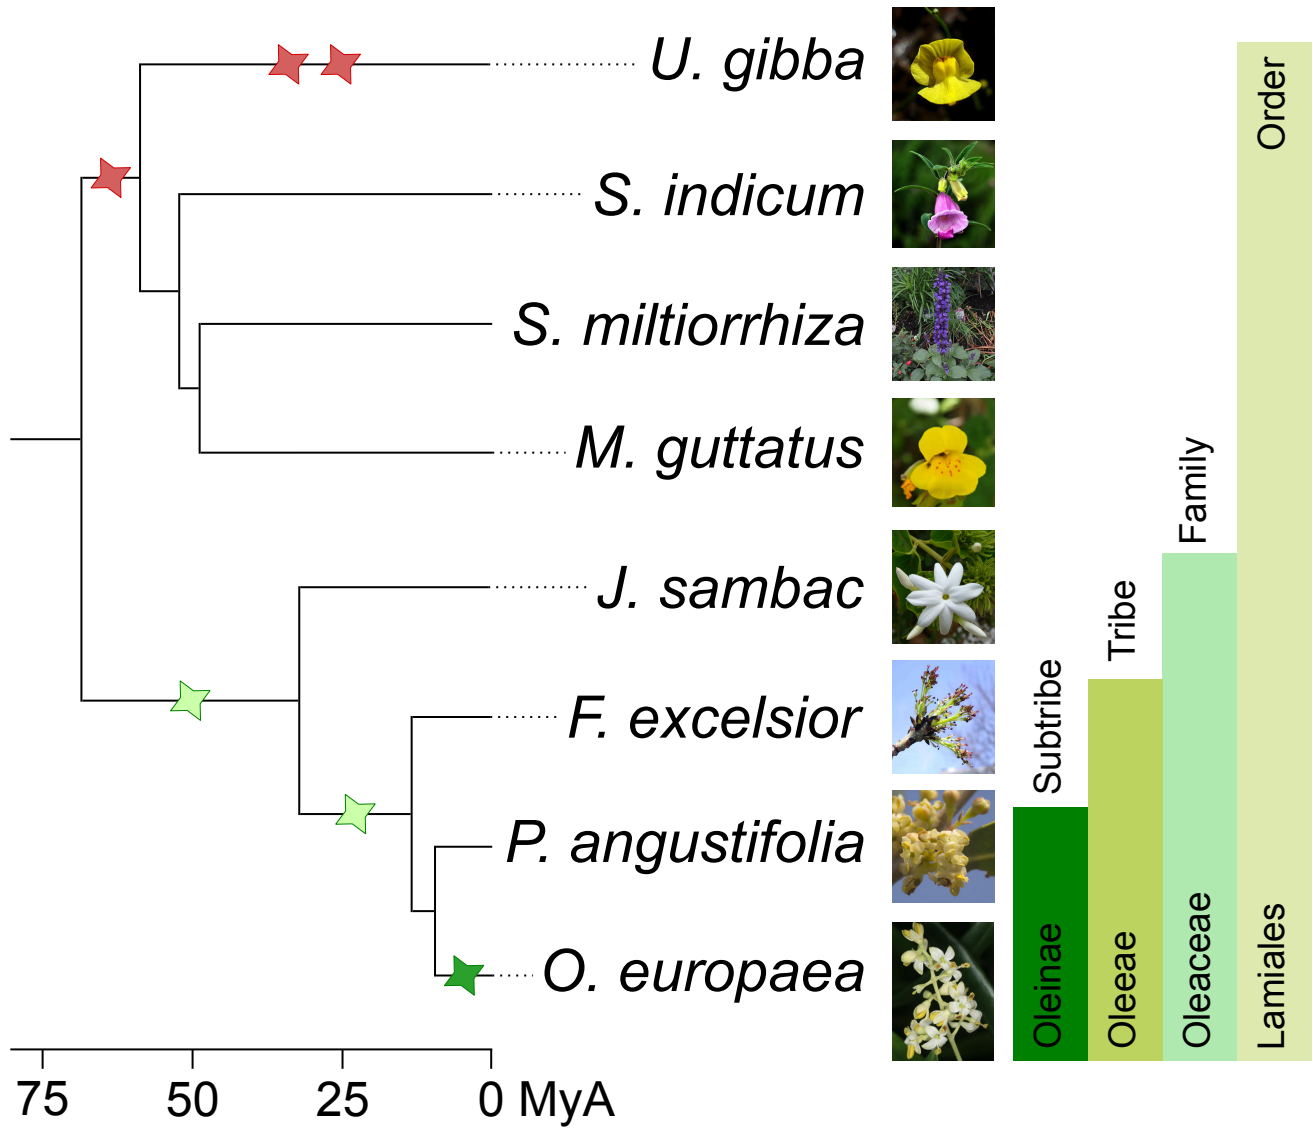 U. gibba
S. indicum
S. miltiorrhiza
M. guttatus
J. sambac
F. excelsior
P. angustifolia
O. europaea
75 50 25 0 MyA
Subtribe
Tribe
Family
Order
Oleinae
Oleeae
Oleaceae
Lamiales